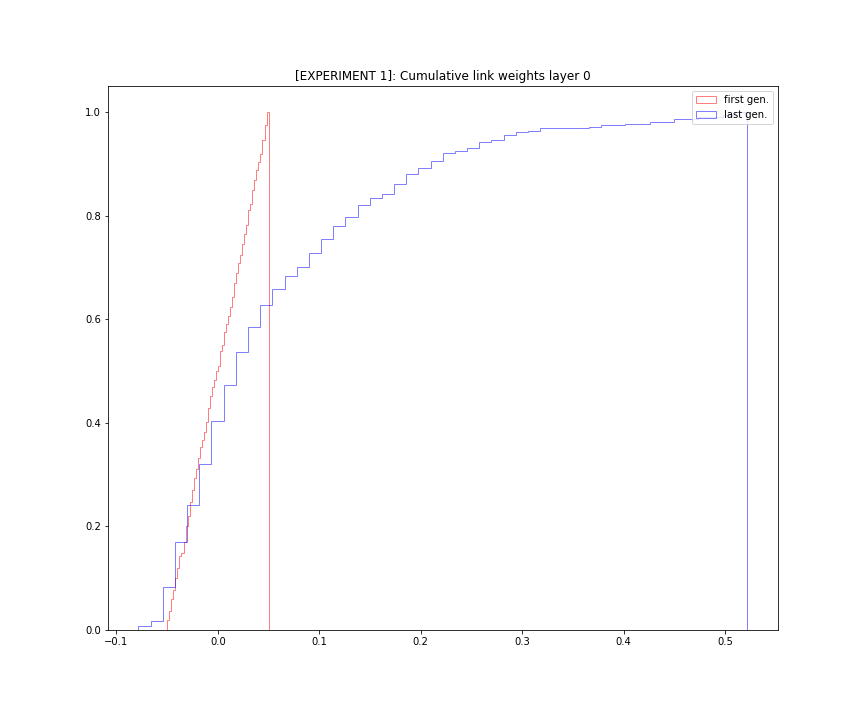 [EXPERIMENT 1]: Cumulative link weights layer 0
first gen.
last gen.
1.0
0.8
0.6
0.4
0.2
0.0
−0.1 0.0 0.1 0.2 0.3 0.4 0.5